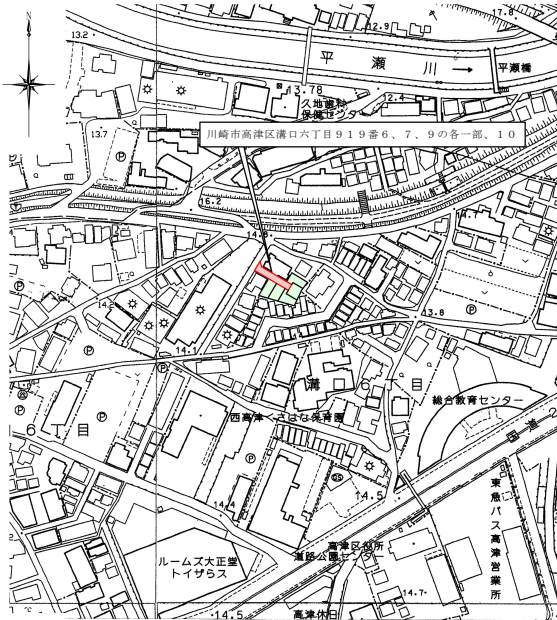 N
13.2
12.9
17.8
平瀬川 →
平瀬橋
13.78
久地歯科
保健センター
12.4
川崎市高津区溝口六丁目919番6、7、9の各一部、10
13.7
P
16.2
14.8
14.1
P
13.8
P
14.1
P
溝 6 丁 目
総合教育センター
西高津くさはな保育園
6 丁 目
P
P
P
14.4
14.5
東急バス高津営業所
高津区役所
道路公園センター
ルームズ大正堂
トイザらス
14.7
14.5
高津休日